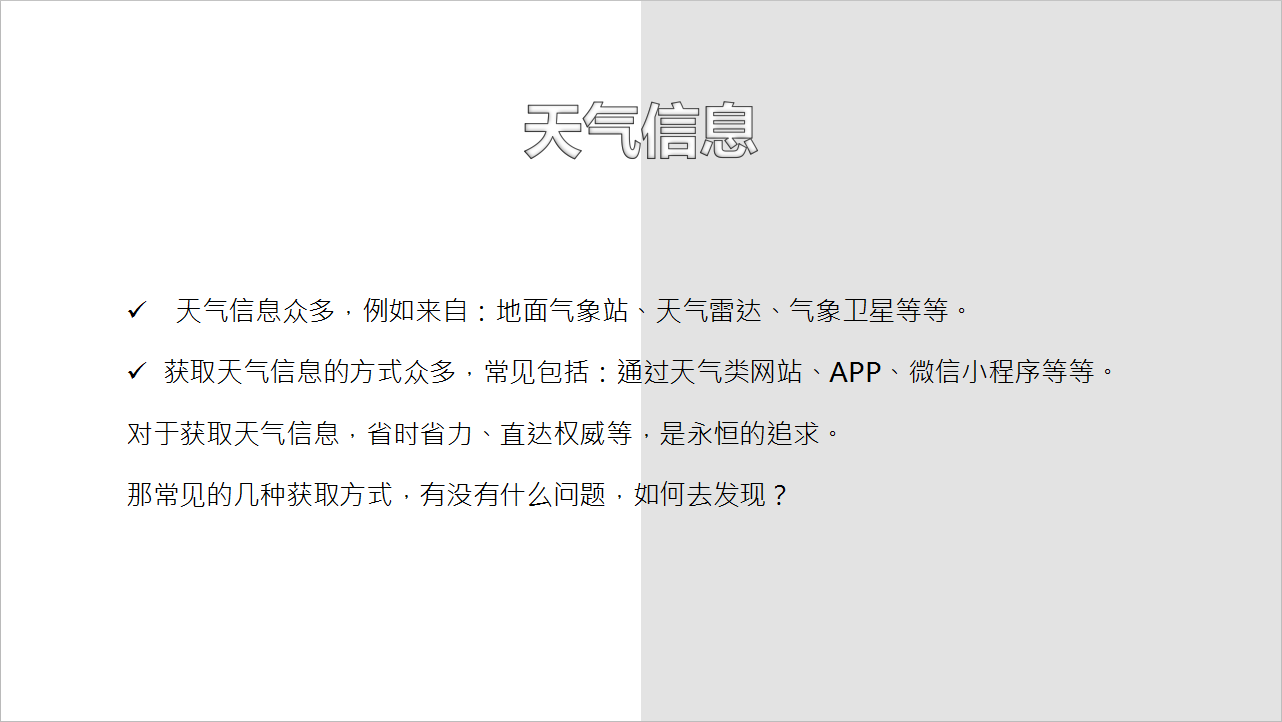 天气信息
✓ 天气信息众多，例如来自：地面气象站、天气雷达、气象卫星等等。
✓ 获取天气信息的方式众多，常见包括：通过天气类网站、APP、微信小程序等等。
对于获取天气信息，省时省力、直达权威等，是永恒的追求。
那常见的几种获取方式，有没有什么问题，如何去发现？